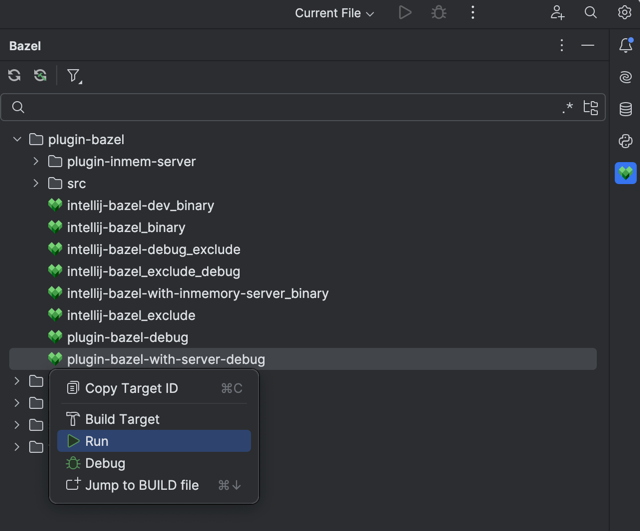 Current File
Bazel
.*
plugin-bazel
plugin-inmem-server
src
intellij-bazel-dev_binary
intellij-bazel_binary
intellij-bazel-debug_exclude
intellij-bazel_exclude_debug
intellij-bazel-with-inmemory-server_binary
intellij-bazel_exclude
plugin-bazel-debug
plugin-bazel-with-server-debug
Copy Target ID ⌘C
Build Target
Run
Debug
Jump to BUILD file ⌘↓